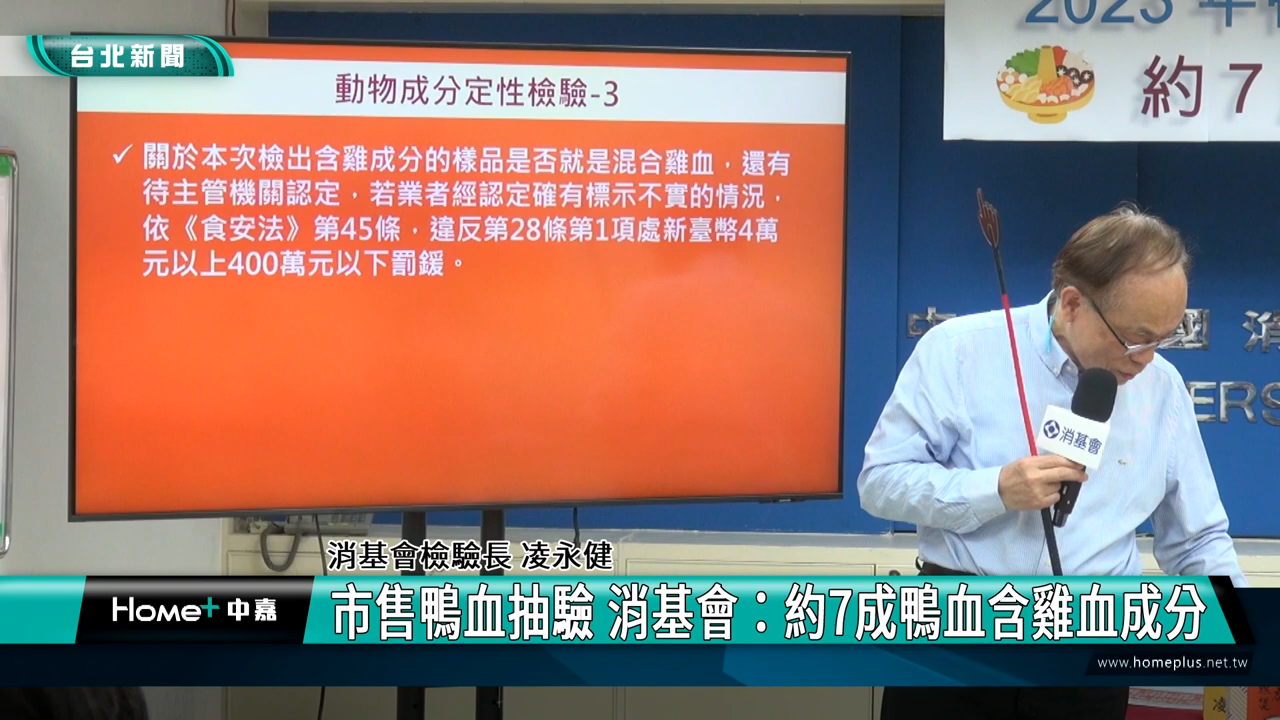 台北新聞
2023 年
約 7
動物成分定性檢驗-3
✓ 關於本次檢出含雞成分的樣品是否就是混合雞血，還有
待主管機關認定，若業者經認定確有標示不實的情況，
依《食安法》第45條，違反第28條第1項處新臺幣4萬
元以上400萬元以下罰鍰。
消
ERS
消基會
消基會檢驗長 凌永健
Home+ 中嘉
市售鴨血抽驗 消基會：約7成鴨血含雞血成分
www.homeplus.net.tw
凌